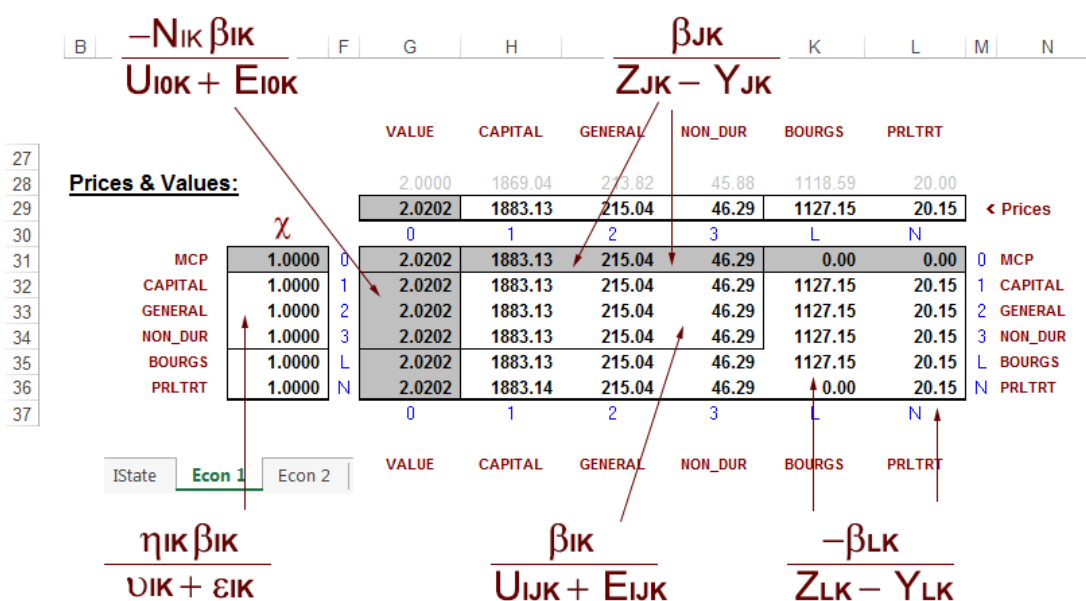 −NIK βIK
UI0K + EI0K
βJK
ZJK − YJK
B F G H K L M N
VALUE CAPITAL GENERAL NON_DUR BOURGS PRLTRT
27
28 Prices & Values: 2.0000 1869.04 213.82 45.88 1118.59 20.00
29 2.0202 1883.13 215.04 46.29 1127.15 20.15 < Prices
30 χ 0 1 2 3 L N
31 MCP 1.0000 0 2.0202 1883.13 215.04 46.29 0.00 0.00 0 MCP
32 CAPITAL 1.0000 1 2.0202 1883.13 215.04 46.29 1127.15 20.15 1 CAPITAL
33 GENERAL 1.0000 2 2.0202 1883.13 215.04 46.29 1127.15 20.15 2 GENERAL
34 NON_DUR 1.0000 3 2.0202 1883.13 215.04 46.29 1127.15 20.15 3 NON_DUR
35 BOURGS 1.0000 L 2.0202 1883.13 215.04 46.29 1127.15 20.15 L BOURGS
36 PRLTRT 1.0000 N 2.0202 1883.14 215.04 46.29 0.00 20.15 N PRLTRT
37 0 1 2 3 L N
VALUE CAPITAL GENERAL NON_DUR BOURGS PRLTRT
IState Econ 1 Econ 2
ηIK βIK
υIK + εIK
βIK
UIJK + EIJK
−βLK
ZLK − YLK